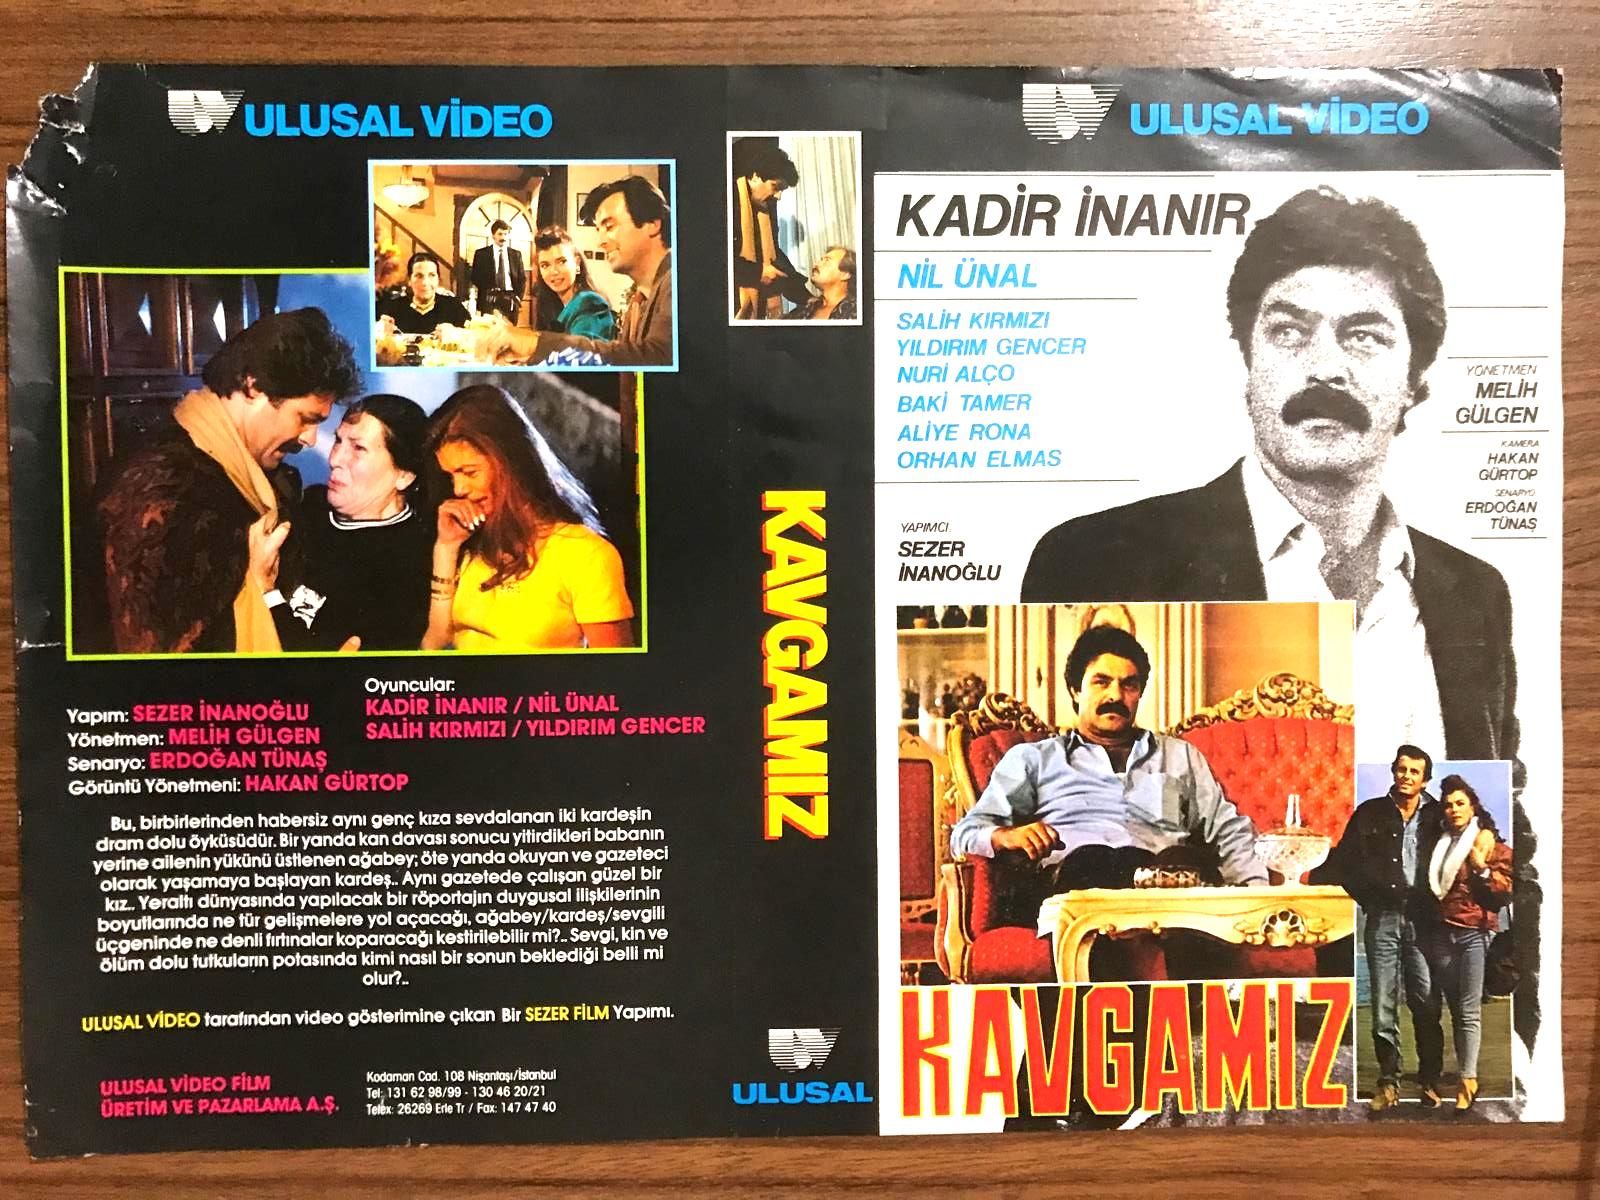 ULUSAL VİDEO
Yapım: SEZER İNANOĞLU
Yönetmen: MELİH GÜLGEN
Senaryo: ERDOĞAN TÜNAŞ
Görüntü Yönetmeni: HAKAN GÜRTOP
Oyuncular:
KADİR İNANIR / NİL ÜNAL
SALİH KIRMIZI / YILDIRIM GENCER
Bu, birbirlerinden habersiz aynı genç kıza sevdalanan iki kardeşin
dram dolu öyküsüdür. Bir yanda kan davası sonucu yitirdikleri babanın
yerine ailenin yükünü üstlenen ağabey; öte yanda okuyan ve gazeteci
olarak yaşamaya başlayan kardeş.. Aynı gazetede çalışan güzel bir
kız.. Yeraltı dünyasında yapılacak bir röportajın duygusal ilişkilerinin
boyutlarında ne tür gelişmelere yol açacağı, ağabey/kardeş/sevgili
üçgeninde ne denli fırtınalar koparacağı kestirilebilir mi?.. Sevgi, kin ve
ölüm dolu tutkuların potasında kimi nasıl bir sonun beklediği belli mi
olur?..
ULUSAL VİDEO tarafından video gösterimine çıkan Bir SEZER FİLM Yapımı.
ULUSAL VİDEO FİLM
ÜRETİM VE PAZARLAMA A.Ş.
Kodaman Cad. 108 Nişantaşı/İstanbul
Tel: 131 62 98/99 - 130 46 20/21
Telex: 26269 Erle Tr / Fax: 147 47 40
KAVGAMIZ
ULUSAL
ULUSAL VİDEO
KADİR İNANIR
NİL ÜNAL
SALİH KIRMIZI
YILDIRIM GENCER
NURİ ALÇO
BAKİ TAMER
ALİYE RONA
ORHAN ELMAS
YAPIMCI:
SEZER
İNANOĞLU
YÖNETMEN
MELİH
GÜLGEN
KAMERA
HAKAN
GÜRTOP
SENARYO
ERDOĞAN
TÜNAŞ
KAVGAMIZ